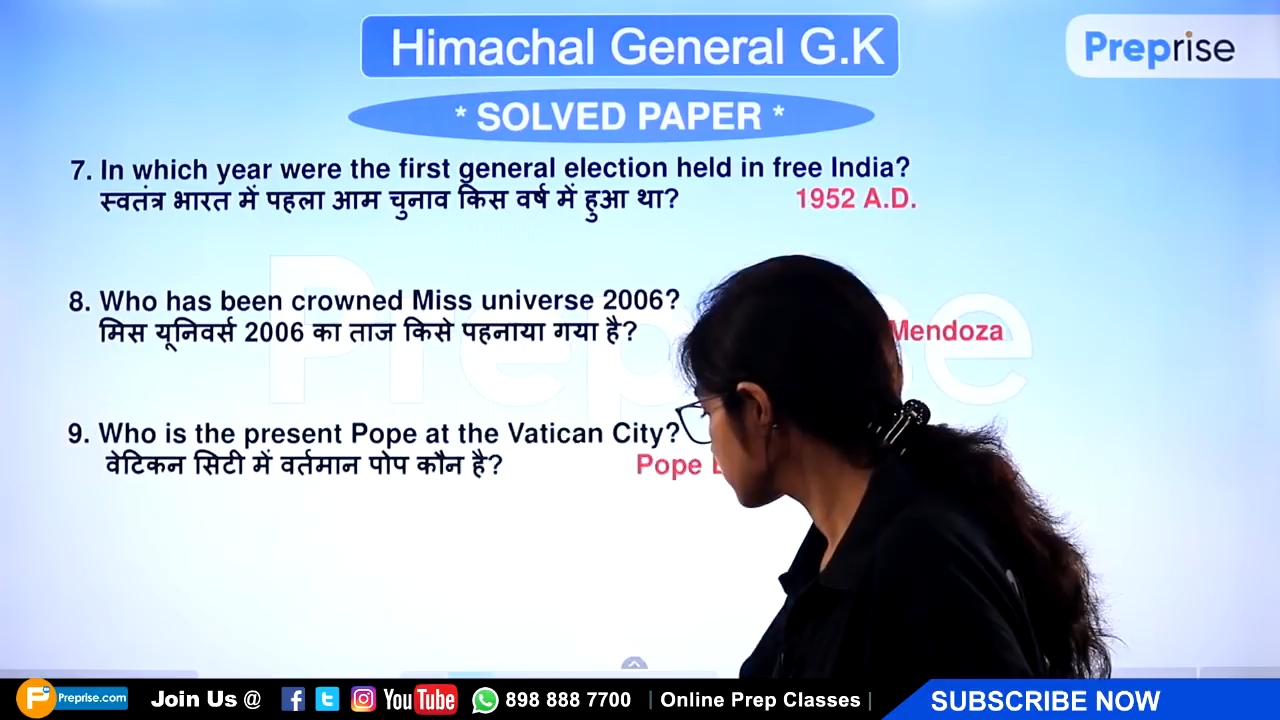 Himachal General G.K
Preprise
* SOLVED PAPER *
7. In which year were the first general election held in free India?
स्वतंत्र भारत में पहला आम चुनाव किस वर्ष में हुआ था? 1952 A.D.
8. Who has been crowned Miss universe 2006?
मिस यूनिवर्स 2006 का ताज किसे पहनाया गया है? Mendoza
9. Who is the present Pope at the Vatican City?
वेटिकन सिटी में वर्तमान पोप कौन है? Pope
Preprise.com Join Us @ YouTube 898 888 7700 | Online Prep Classes | SUBSCRIBE NOW